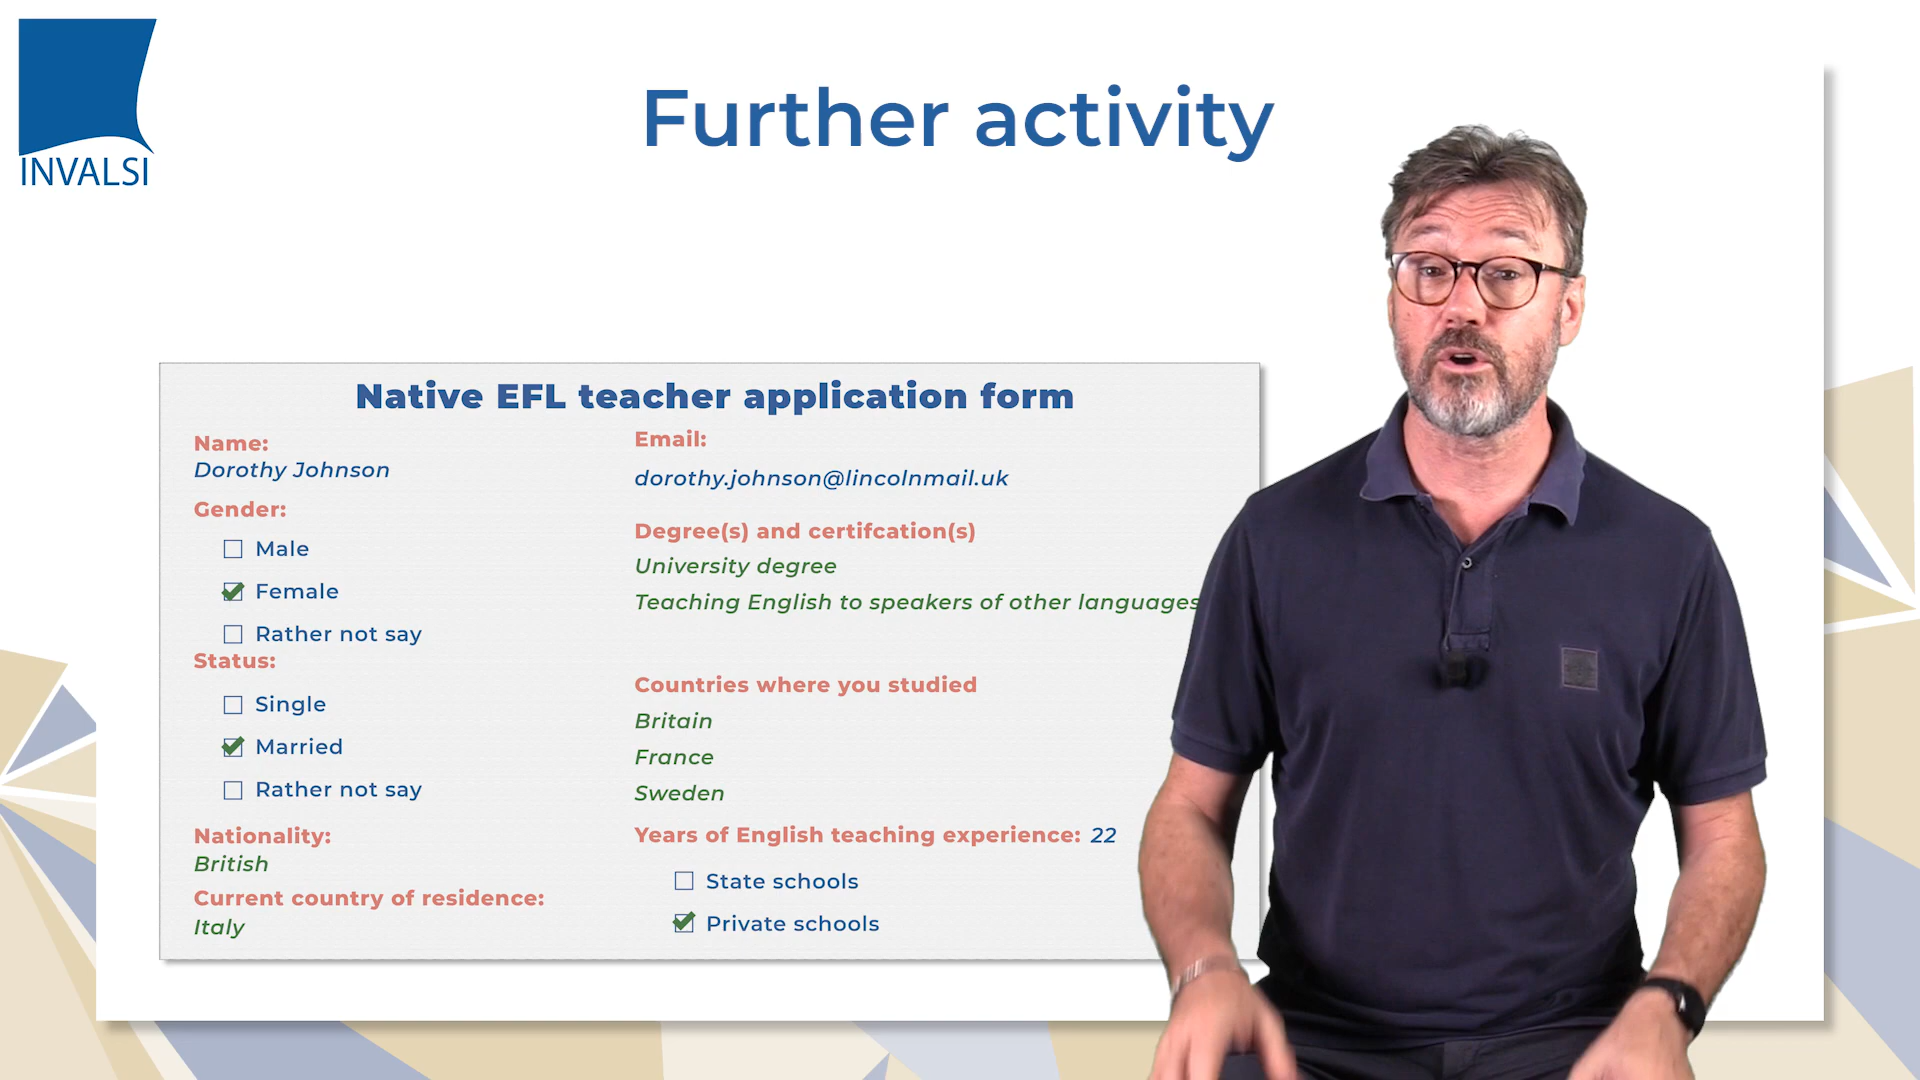 INVALSI
Further activity
Native EFL teacher application form
Name:
Dorothy Johnson
Gender:
Male
Female
Rather not say
Status:
Single
Married
Rather not say
Nationality:
British
Current country of residence:
Italy
Email:
dorothy.johnson@lincolnmail.uk
Degree(s) and certifcation(s)
University degree
Teaching English to speakers of other languages
Countries where you studied
Britain
France
Sweden
Years of English teaching experience: 22
State schools
Private schools